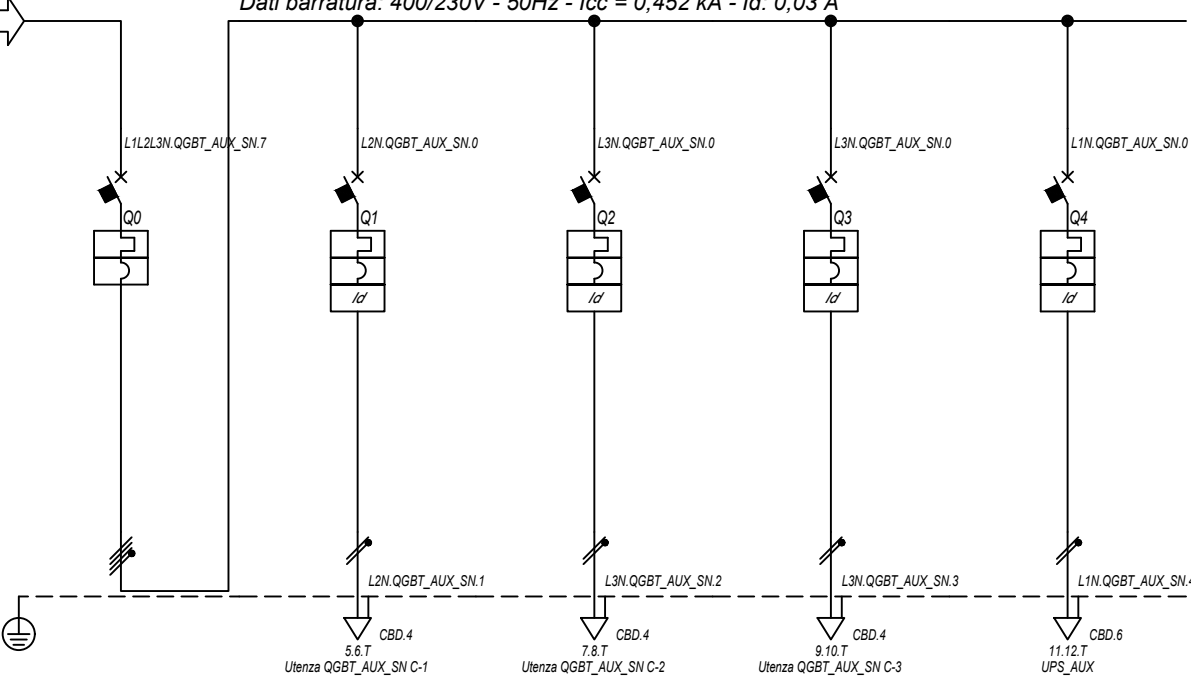 Dati barratura: 400/230V - 50Hz - Icc = 0,452 kA - Id: 0,03 A
L1L2L3N.QGBT_AUX_SN.7
L2N.QGBT_AUX_SN.0
L3N.QGBT_AUX_SN.0
L3N.QGBT_AUX_SN.0
L1N.QGBT_AUX_SN.0
Q0
Q1
Q2
Q3
Q4
Id
Id
Id
Id
L2N.QGBT_AUX_SN.1
L3N.QGBT_AUX_SN.2
L3N.QGBT_AUX_SN.3
L1N.QGBT_AUX_SN.4
CBD.4
CBD.4
CBD.4
CBD.6
5.6.T
7.8.T
9.10.T
11.12.T
Utenza QGBT_AUX_SN C-1
Utenza QGBT_AUX_SN C-2
Utenza QGBT_AUX_SN C-3
UPS_AUX